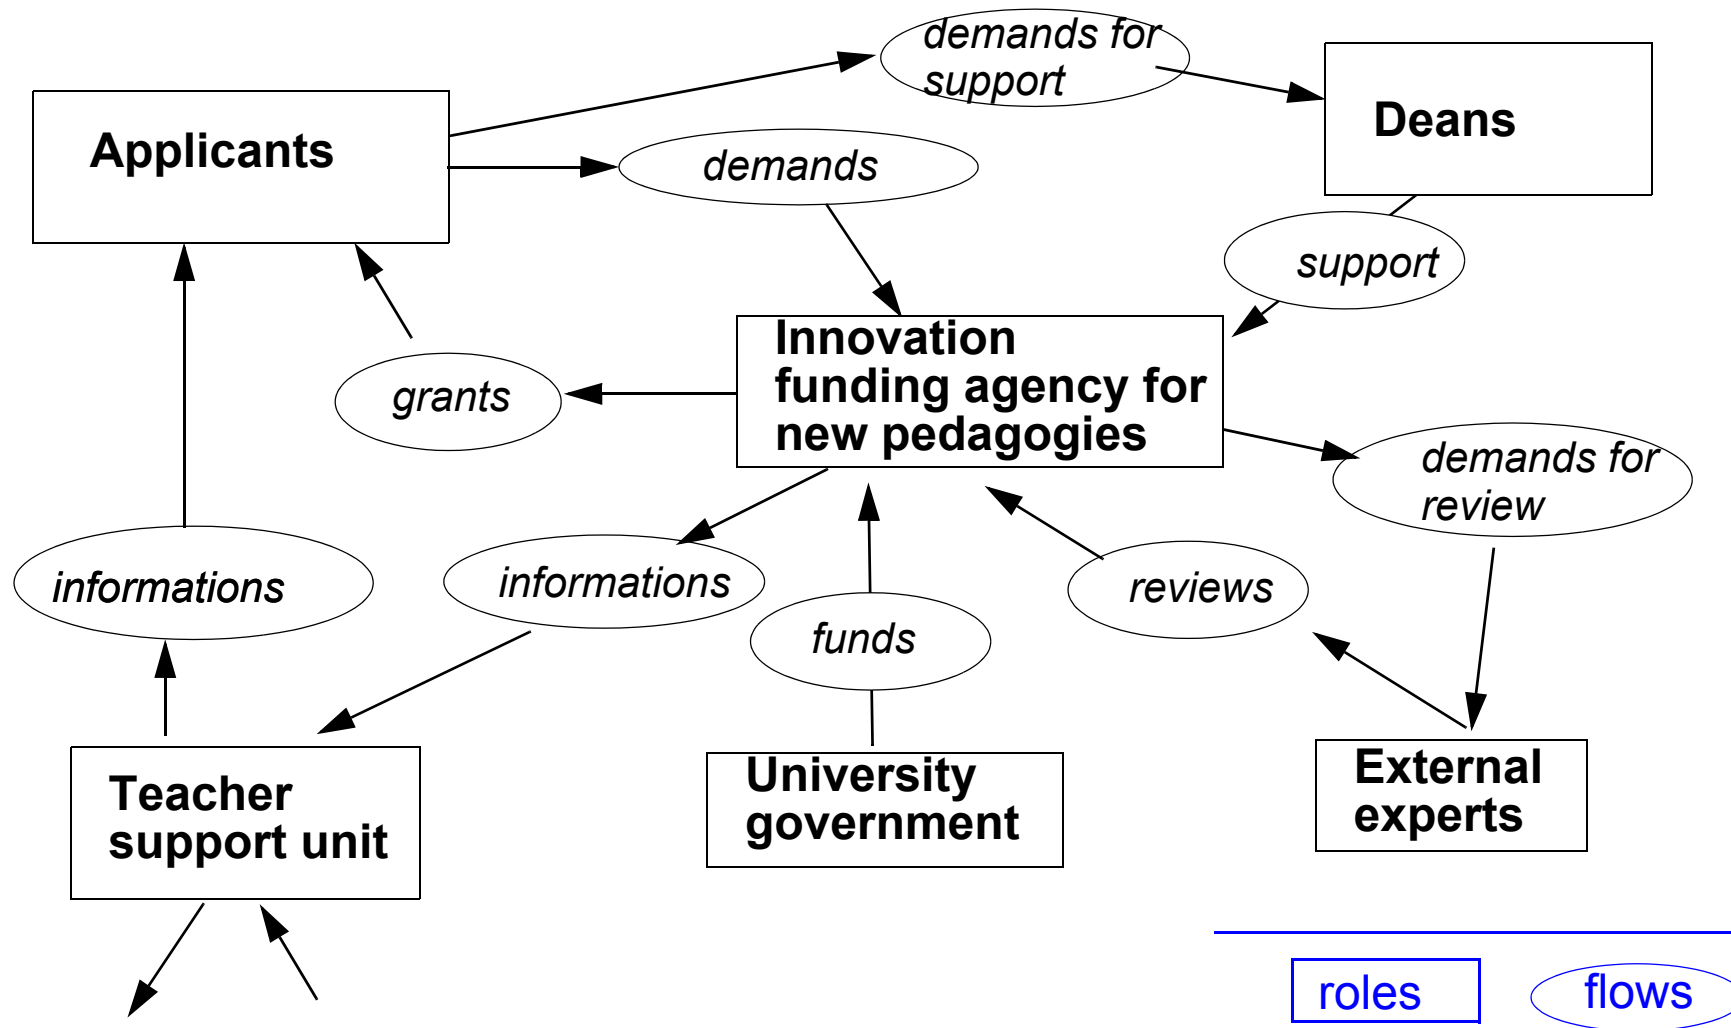 demands for
support
Deans
Applicants
demands
support
Innovation
funding agency for
new pedagogies
grants
demands for
review
informations
informations
reviews
funds
Teacher
support unit
University
government
External
experts
roles
flows